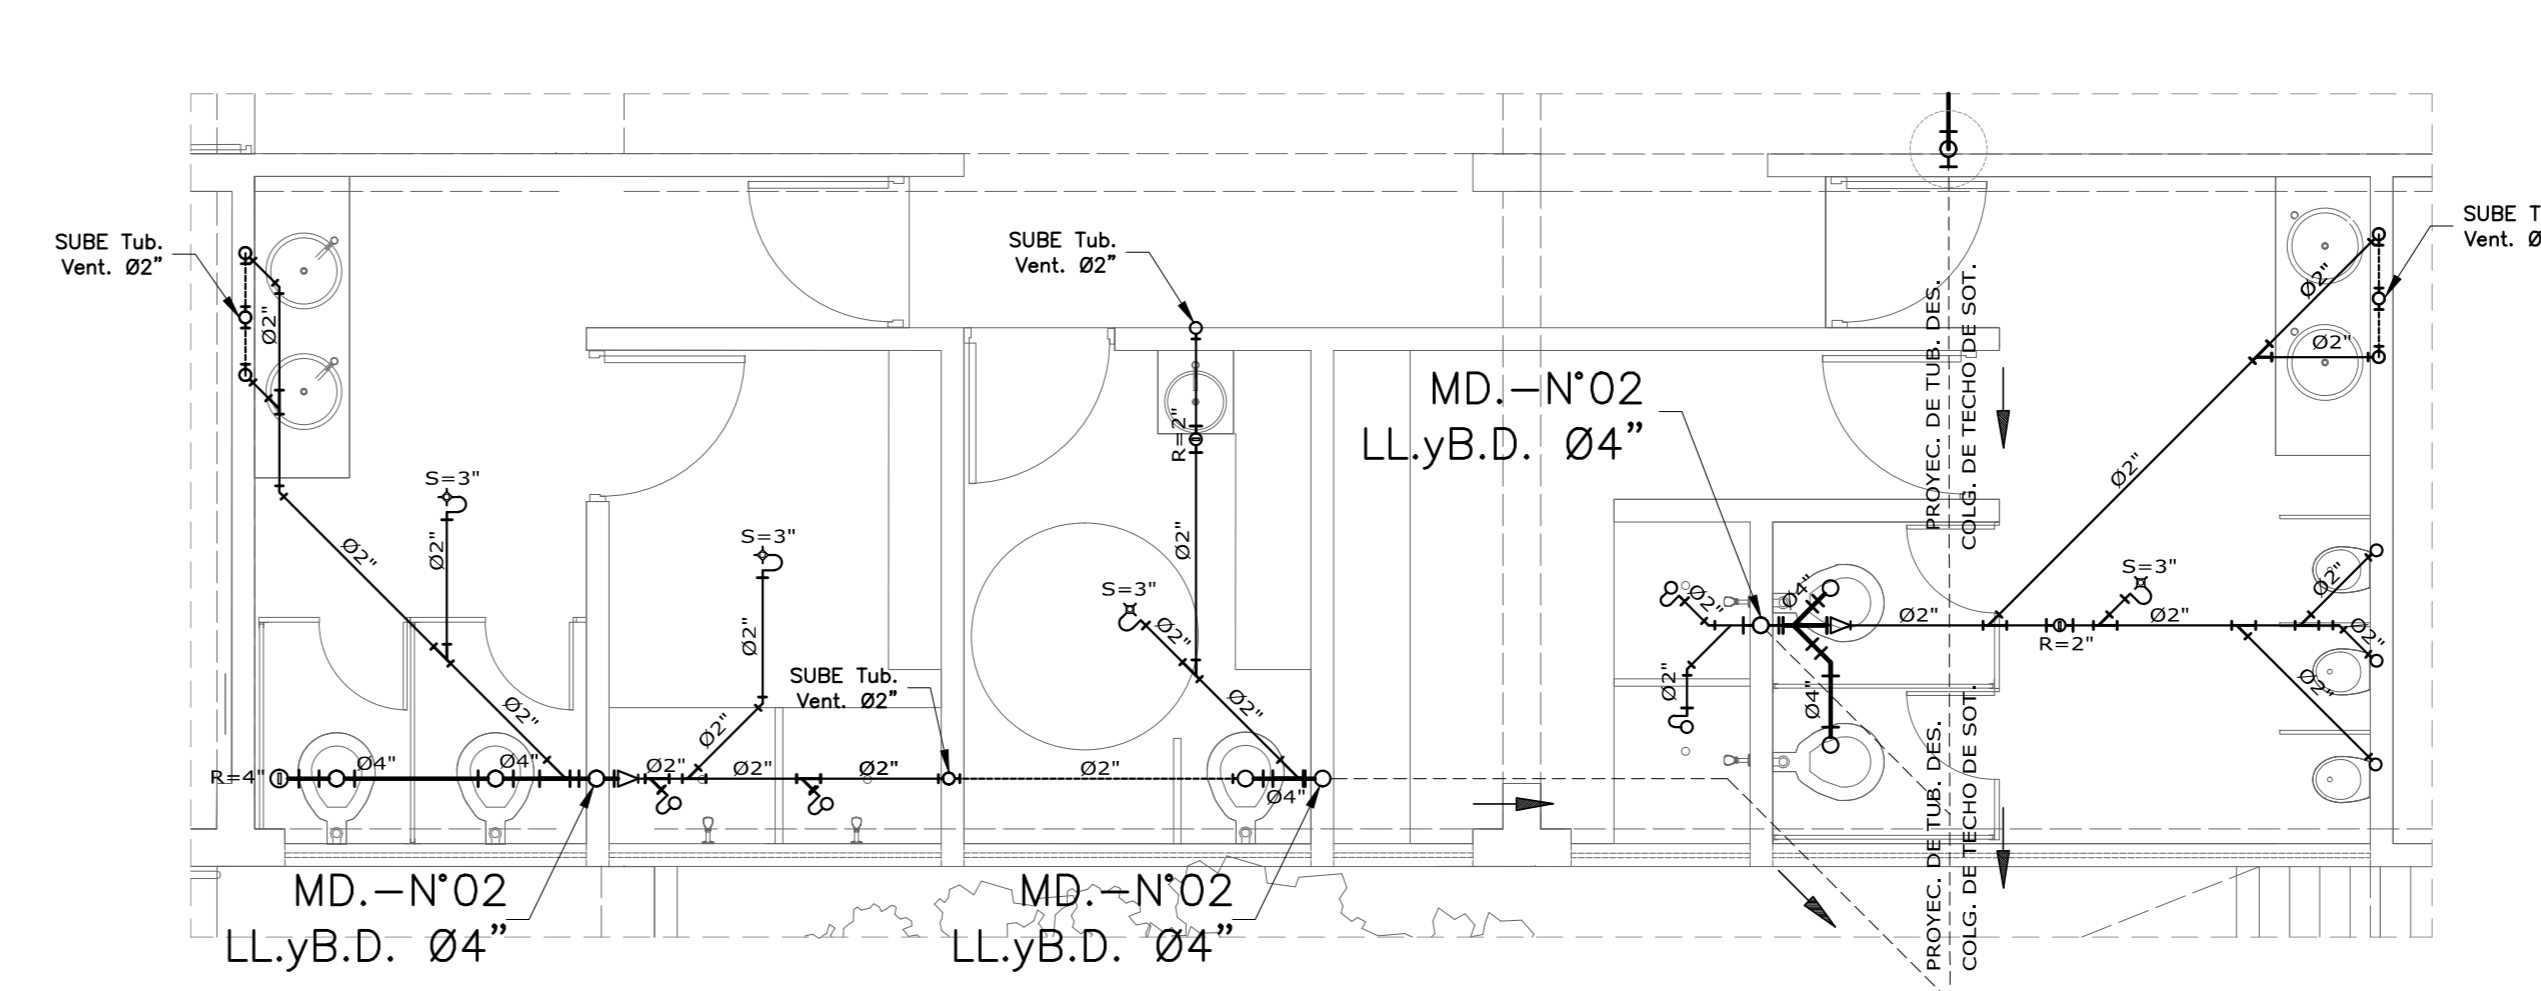 SUBE Tub.
Vent. Ø2”
Ø2"
S=3"
Ø2"
Ø2"
Ø2"
R=4"
Ø4"
Ø4"
MD.–N°02
LL.yB.D. Ø4”
S=3"
Ø2"
Ø2"
Ø2"
Ø2"
Ø2"
SUBE Tub.
Vent. Ø2”
Ø2"
SUBE Tub.
Vent. Ø2”
R=2"
Ø2"
S=3"
Ø2"
Ø2"
Ø4"
MD.–N°02
LL.yB.D. Ø4”
MD.–N°02
LL.yB.D. Ø4”
Ø2"
Ø2"
Ø4"
Ø4"
Ø2"
PROYEC. DE TUB. DES.
COLG. DE TECHO DE SOT.
PROYEC. DE TUB. DES.
COLG. DE TECHO DE SOT.
R=2"
S=3"
Ø2"
Ø2"
Ø2"
Ø2"
Ø2"
Ø2"
Ø2"
SUBE T
Vent. Ø